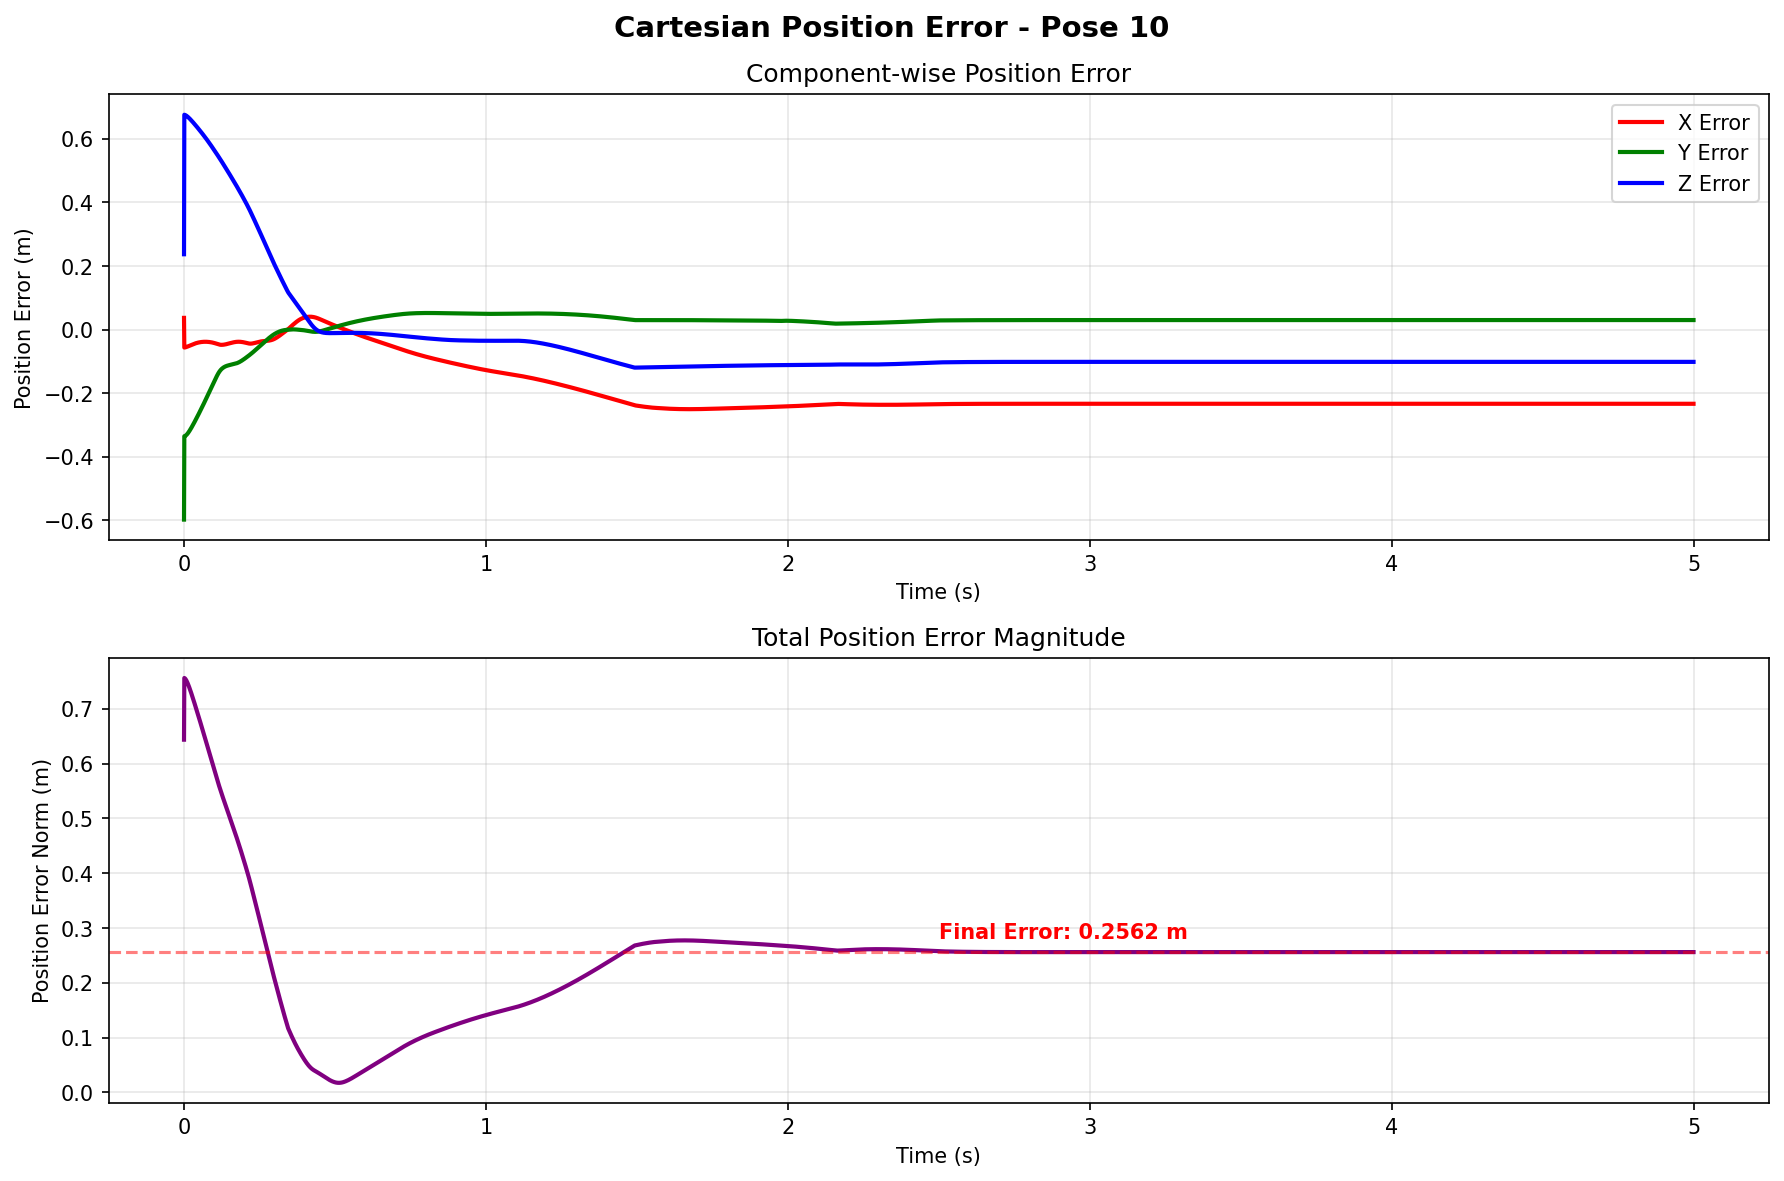 Cartesian Position Error - Pose 10
Component-wise Position Error
Position Error (m)
0.6
0.4
0.2
0.0
−0.2
−0.4
−0.6
X Error
Y Error
Z Error
0 1 2 3 4 5
Time (s)
Total Position Error Magnitude
Position Error Norm (m)
0.7
0.6
0.5
0.4
0.3
0.2
0.1
0.0
Final Error: 0.2562 m
0 1 2 3 4 5
Time (s)